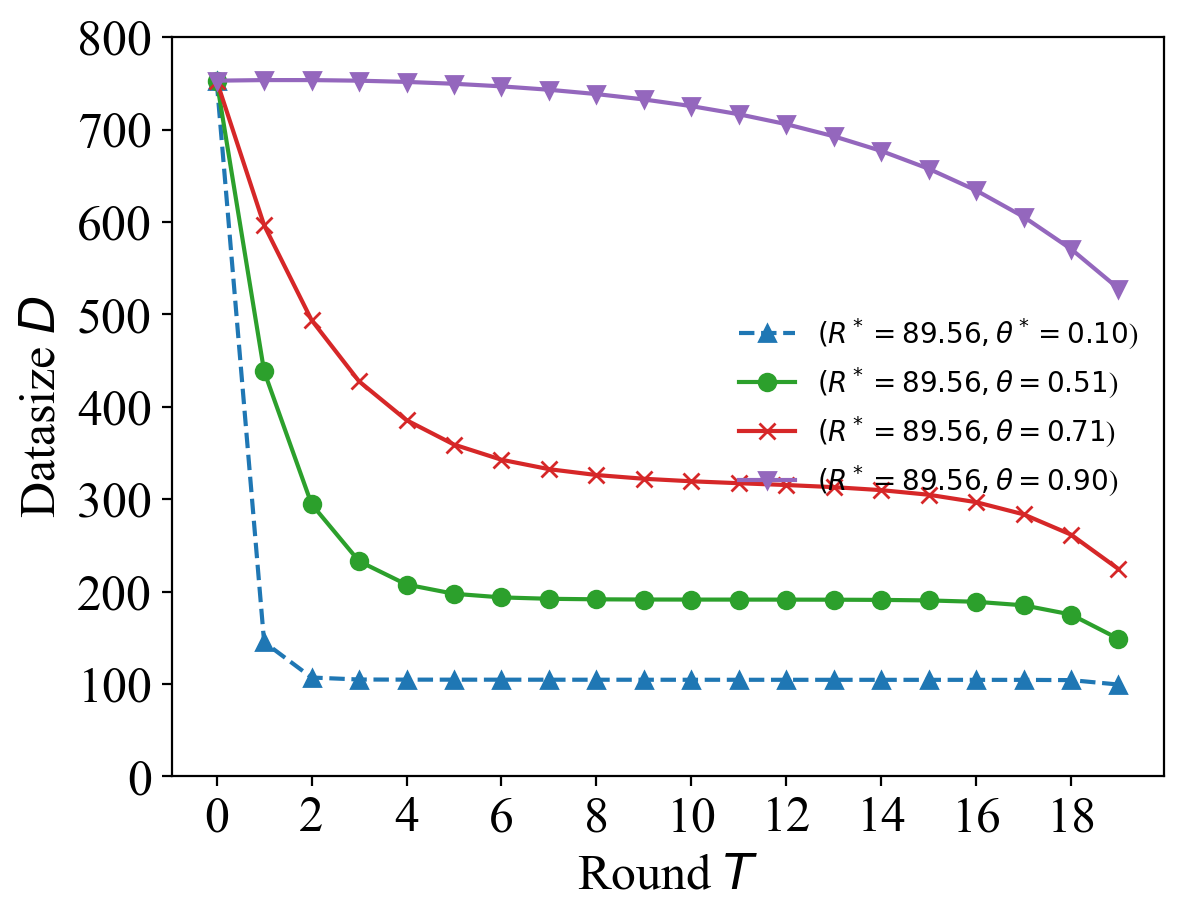 800
700
600
500
400
300
200
100
0
Datasize D
(R* = 89.56, θ* = 0.10)
(R* = 89.56, θ = 0.51)
(R* = 89.56, θ = 0.71)
(R* = 89.56, θ = 0.90)
0 2 4 6 8 10 12 14 16 18
Round T